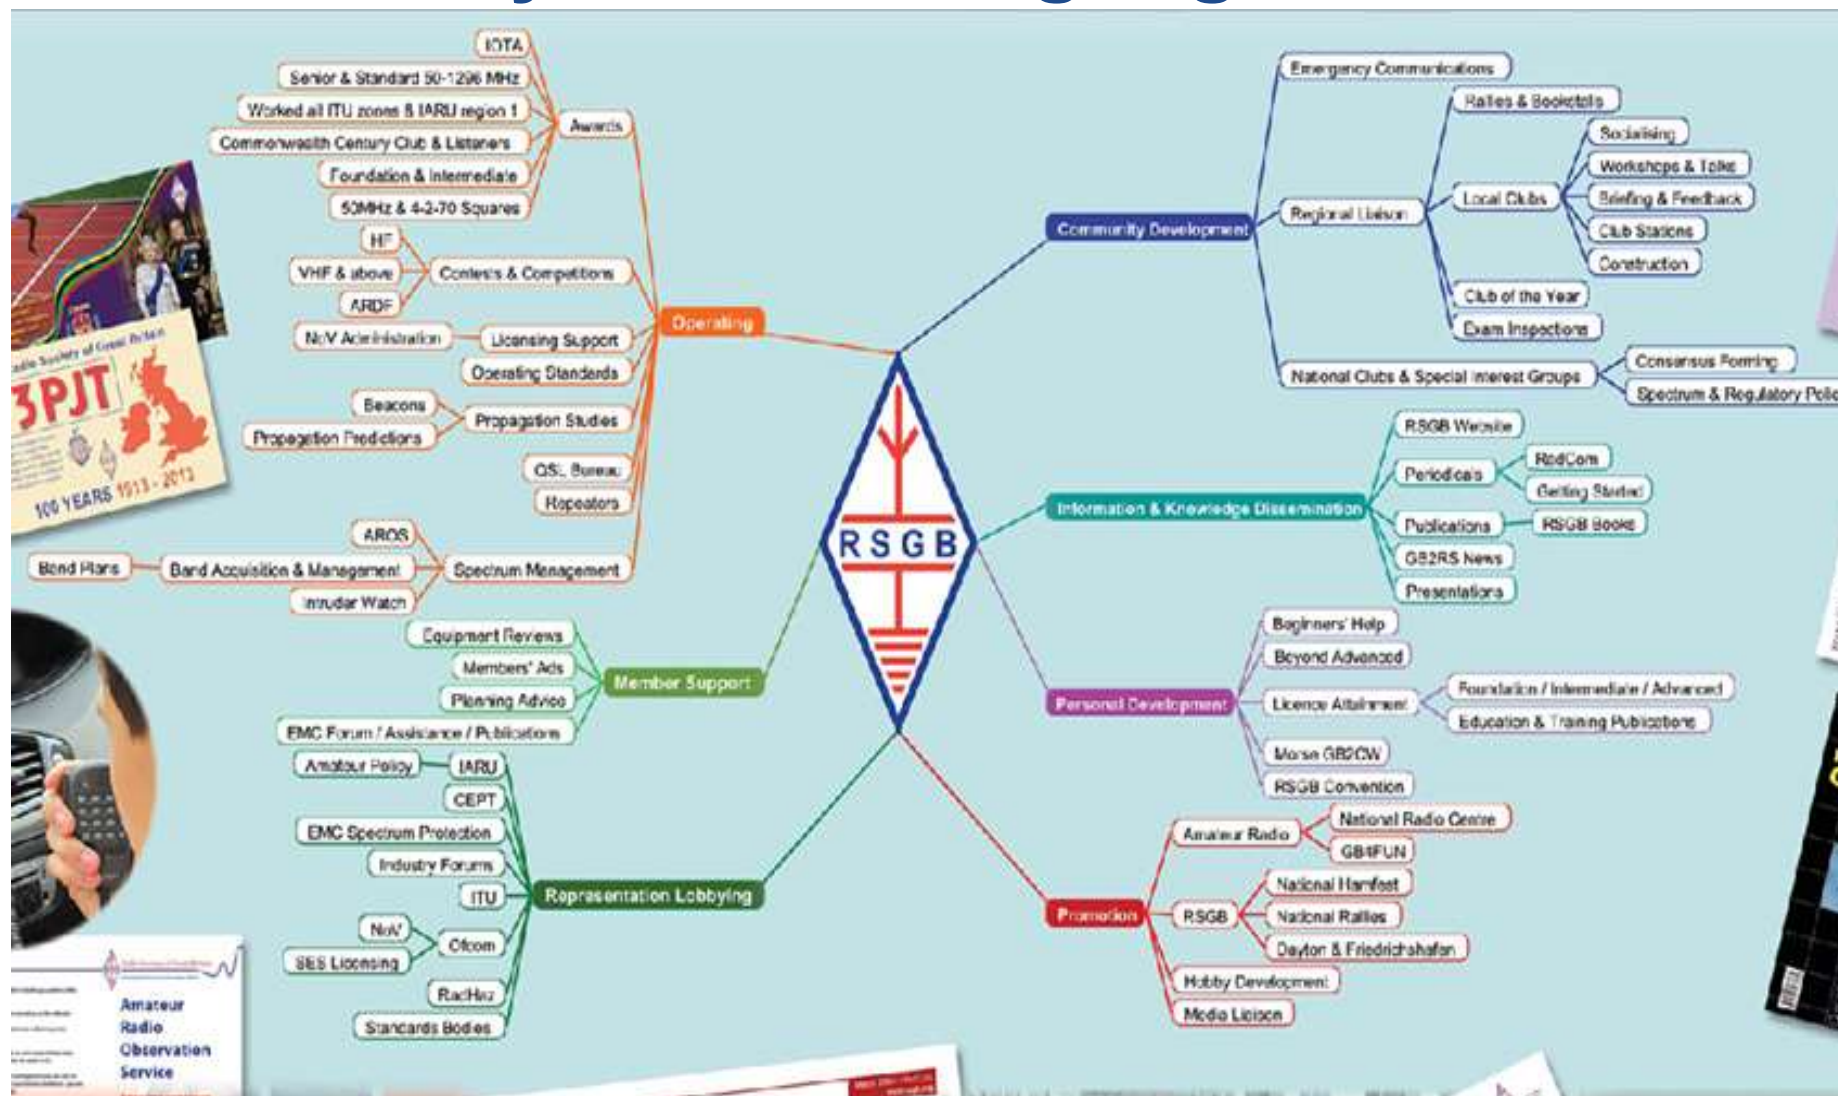 IOTA
Senior & Standard 50-1296 MHz
Worked all ITU zones & IARU region 1
Commonwealth Century Club & Listeners
Foundation & Intermediate
50MHz & 4-2-70 Squares
Awards
HF
VHF & above
ARDF
Contests & Competitions
NoV Administration
Licensing Support
Operating Standards
Beacons
Propagation Predictions
Propagation Studies
QSL Bureau
Repeaters
AROS
Band Plans
Band Acquisition & Management
Intruder Watch
Spectrum Management
Operating
Equipment Reviews
Members' Ads
Planning Advice
EMC Forum / Assistance / Publications
Member Support
Amateur Policy
IARU
CEPT
EMC Spectrum Protection
Industry Forums
ITU
NoV
SES Licensing
Ofcom
RadHaz
Standards Bodies
Representation Lobbying
RSGB
Community Development
Emergency Communications
Regional Liaison
Rallies & Bookstalls
Local Clubs
Socialising
Workshops & Talks
Briefing & Feedback
Club Stations
Construction
Club of the Year
Exam Inspections
National Clubs & Special Interest Groups
Consensus Forming
Spectrum & Regulatory
Information & Knowledge Dissemination
RSGB Website
Periodicals
RadCom
Getting Started
Publications
RSGB Books
GB2RS News
Presentations
Personal Development
Beginners' Help
Beyond Advanced
Licence Attainment
Foundation / Intermediate / Advanced
Education & Training Publications
Morse GB2CW
RSGB Convention
Promotion
Amateur Radio
National Radio Centre
GB4FUN
RSGB
National Hamfest
National Rallies
Dayton & Friedrichshafen
Hobby Development
Media Liaison
Society of Great Britain
3PJT
100 YEARS 1913 - 2013
Amateur
Radio
Observation
Service